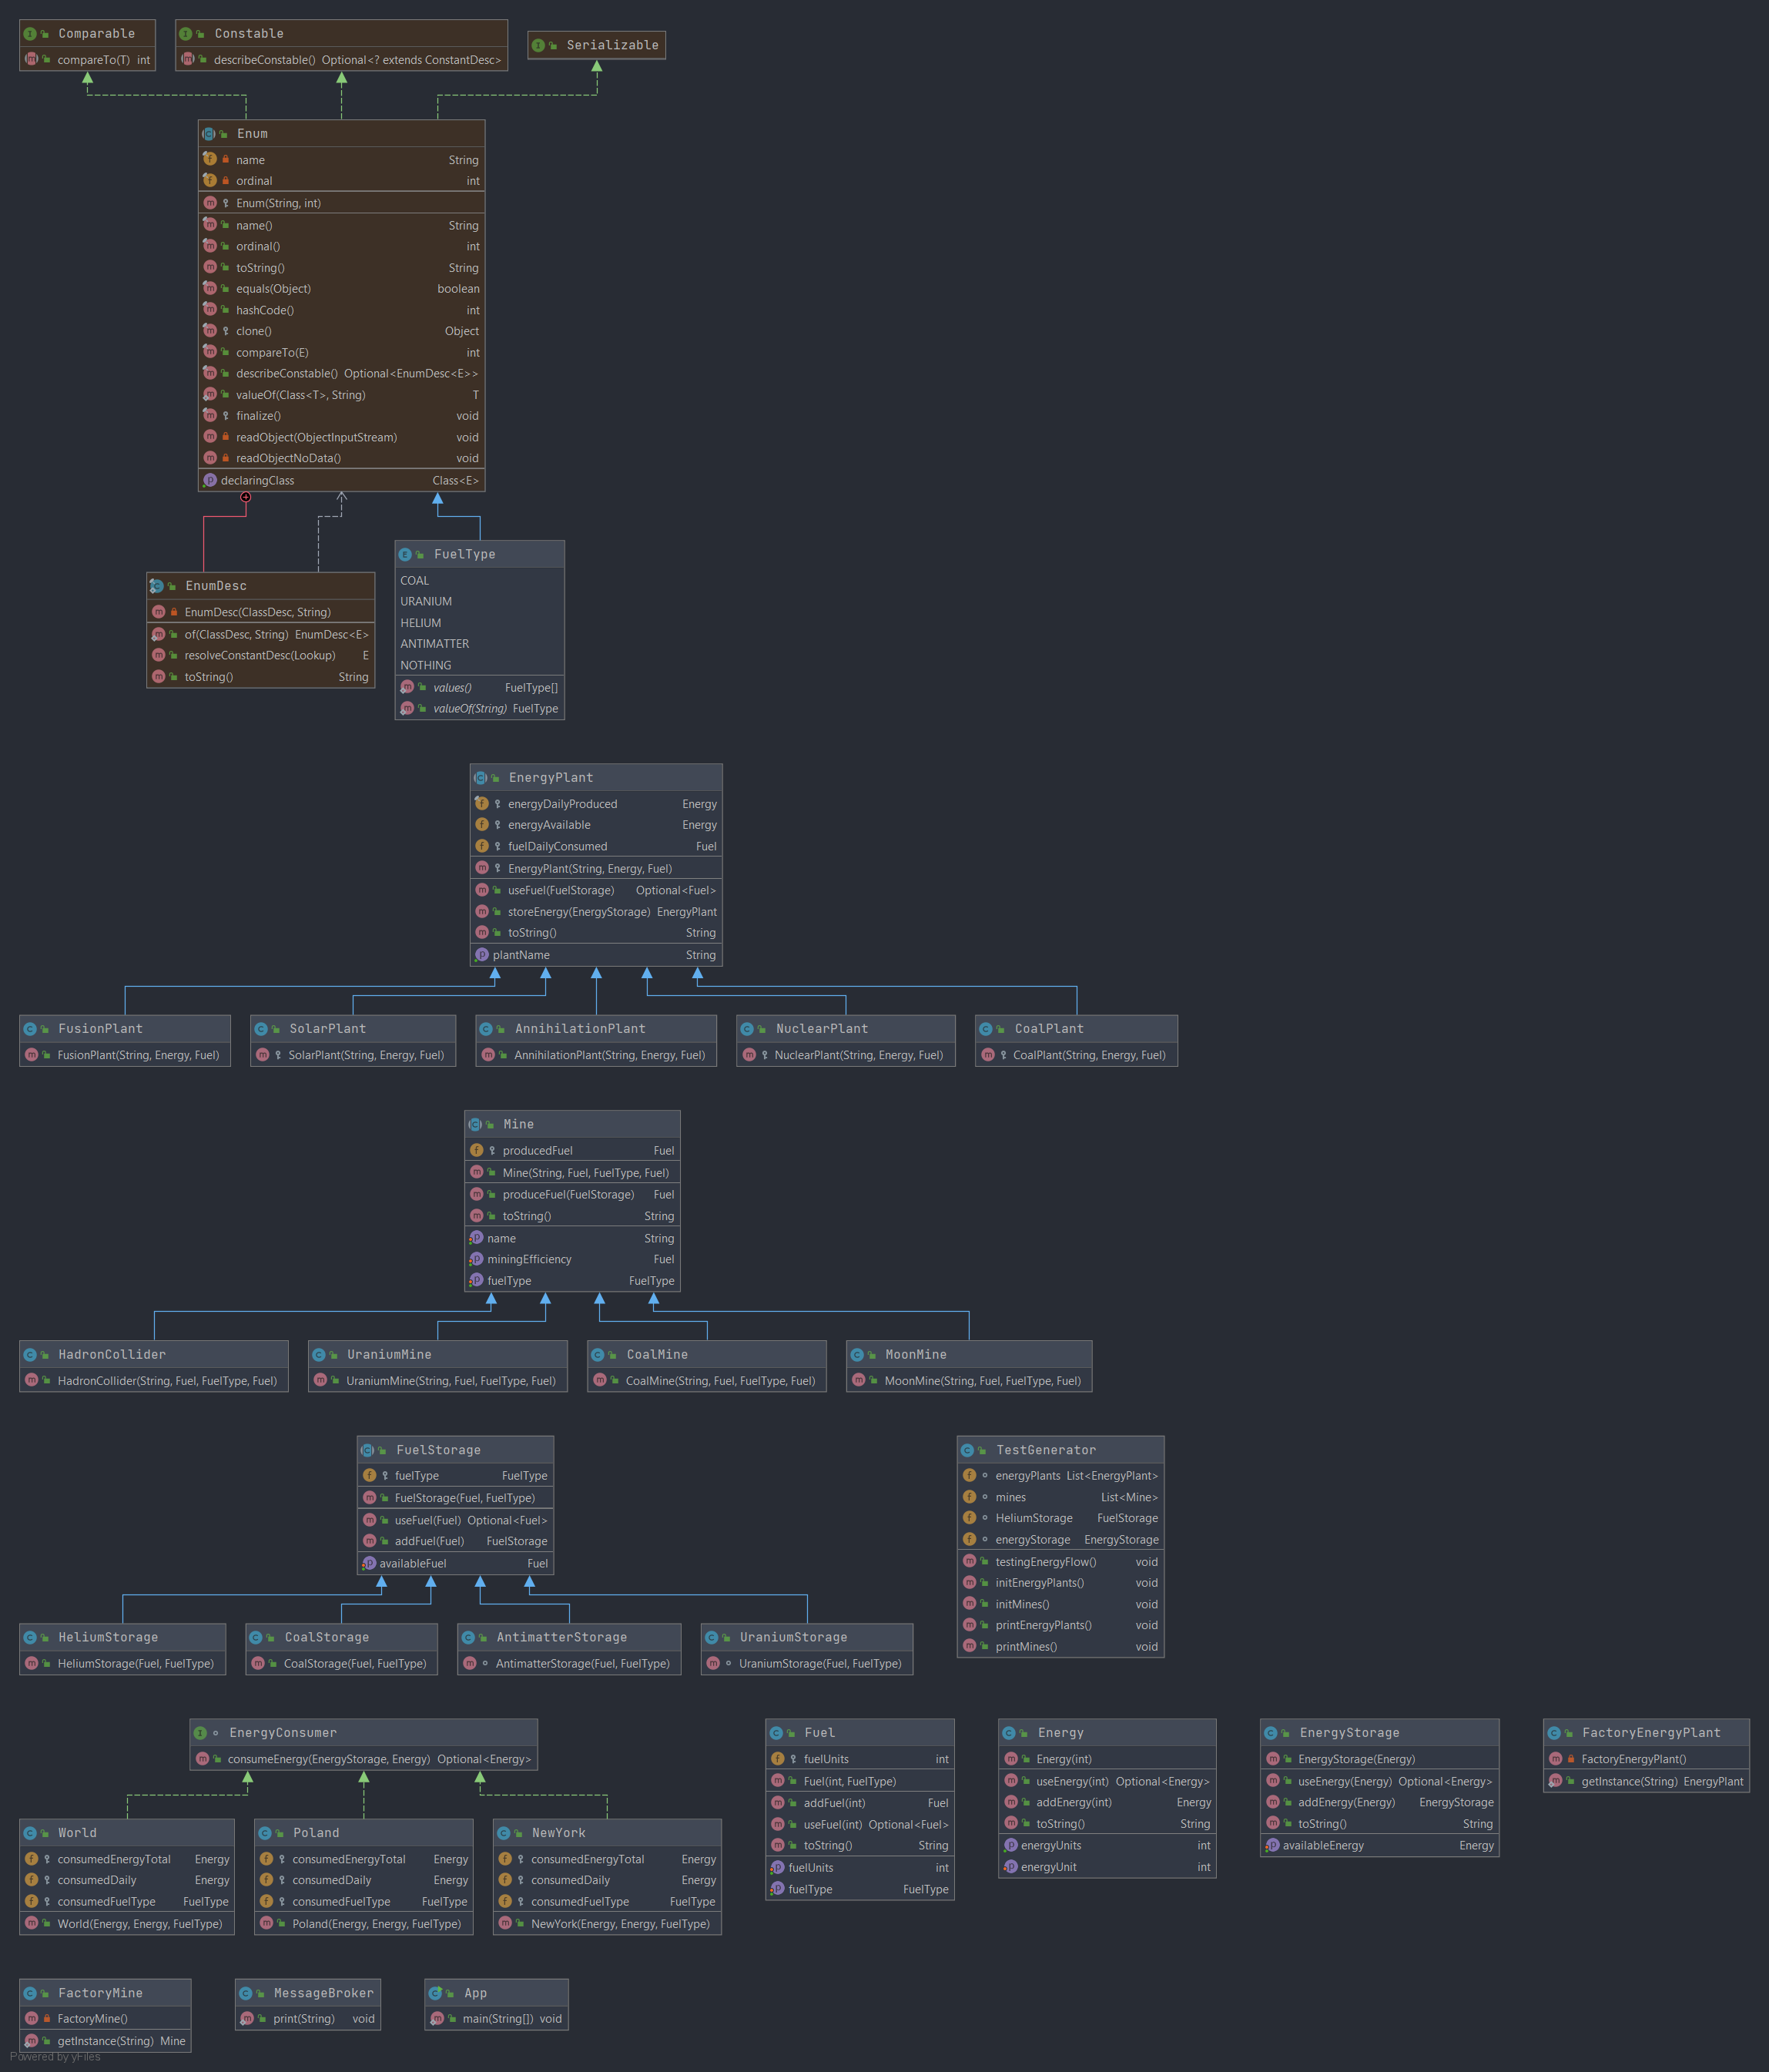 Comparable
compareTo(T) int
Constable
describeConstable() Optional<? extends ConstantDesc>
Serializable
Enum
name String
ordinal int
Enum(String, int)
name() String
ordinal() int
toString() String
equals(Object) boolean
hashCode() int
clone() Object
compareTo(E) int
describeConstable() Optional<EnumDesc<E>>
valueOf(Class<T>, String) T
finalize() void
readObject(ObjectInputStream) void
readObjectNoData() void
declaringClass Class<E>
EnumDesc
EnumDesc(ClassDesc, String)
of(ClassDesc, String) EnumDesc<E>
resolveConstantDesc(Lookup) E
toString() String
FuelType
COAL
URANIUM
HELIUM
ANTIMATTER
NOTHING
values() FuelType[]
valueOf(String) FuelType
EnergyPlant
energyDailyProduced Energy
energyAvailable Energy
fuelDailyConsumed Fuel
EnergyPlant(String, Energy, Fuel)
useFuel(FuelStorage) Optional<Fuel>
storeEnergy(EnergyStorage) EnergyPlant
toString() String
plantName String
FusionPlant
FusionPlant(String, Energy, Fuel)
SolarPlant
SolarPlant(String, Energy, Fuel)
AnnihilationPlant
AnnihilationPlant(String, Energy, Fuel)
NuclearPlant
NuclearPlant(String, Energy, Fuel)
CoalPlant
CoalPlant(String, Energy, Fuel)
Mine
producedFuel Fuel
Mine(String, Fuel, FuelType, Fuel)
produceFuel(FuelStorage) Fuel
toString() String
name String
miningEfficiency Fuel
fuelType FuelType
HadronCollider
HadronCollider(String, Fuel, FuelType, Fuel)
UraniumMine
UraniumMine(String, Fuel, FuelType, Fuel)
CoalMine
CoalMine(String, Fuel, FuelType, Fuel)
MoonMine
MoonMine(String, Fuel, FuelType, Fuel)
FuelStorage
fuelType FuelType
FuelStorage(Fuel, FuelType)
useFuel(Fuel) Optional<Fuel>
addFuel(Fuel) FuelStorage
availableFuel Fuel
TestGenerator
energyPlants List<EnergyPlant>
mines List<Mine>
HeliumStorage FuelStorage
energyStorage EnergyStorage
testingEnergyFlow() void
initEnergyPlants() void
initMines() void
printEnergyPlants() void
printMines() void
HeliumStorage
HeliumStorage(Fuel, FuelType)
CoalStorage
CoalStorage(Fuel, FuelType)
AntimatterStorage
AntimatterStorage(Fuel, FuelType)
UraniumStorage
UraniumStorage(Fuel, FuelType)
EnergyConsumer
consumeEnergy(EnergyStorage, Energy) Optional<Energy>
World
consumedEnergyTotal Energy
consumedDaily Energy
consumedFuelType FuelType
World(Energy, Energy, FuelType)
Poland
consumedEnergyTotal Energy
consumedDaily Energy
consumedFuelType FuelType
Poland(Energy, Energy, FuelType)
NewYork
consumedEnergyTotal Energy
consumedDaily Energy
consumedFuelType FuelType
NewYork(Energy, Energy, FuelType)
Fuel
fuelUnits int
Fuel(int, FuelType)
addFuel(int) Fuel
useFuel(int) Optional<Fuel>
toString() String
fuelUnits int
fuelType FuelType
Energy
Energy(int)
useEnergy(int) Optional<Energy>
addEnergy(int) Energy
toString() String
energyUnits int
energyUnit int
EnergyStorage
EnergyStorage(Energy)
useEnergy(Energy) Optional<Energy>
addEnergy(Energy) EnergyStorage
toString() String
availableEnergy Energy
FactoryEnergyPlant
FactoryEnergyPlant()
getInstance(String) EnergyPlant
FactoryMine
FactoryMine()
getInstance(String) Mine
MessageBroker
print(String) void
App
main(String[]) void
Powered by yFiles